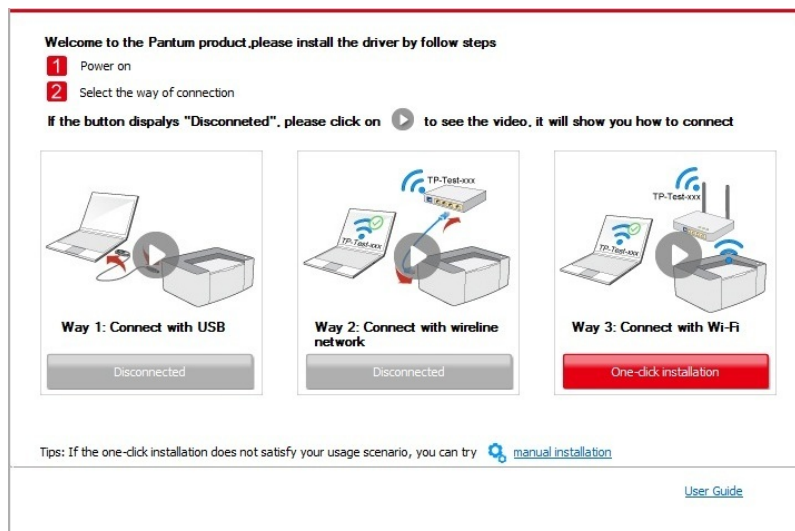 Welcome to the Pantum product,please install the driver by follow steps
1 Power on
2 Select the way of connection
If the button dispalys "Disconneted", please click on to see the video, it will show you how to connect
TP-Test-xxx
Way 1: Connect with USB
Disconnected
TP-Test-xxx
TP-Test-xxx
Way 2: Connect with wireline
network
Disconnected
TP-Test-xxx
Way 3: Connect with Wi-Fi
One-click installation
Tips: If the one-click installation does not satisfy your usage scenario, you can try manual installation
User Guide